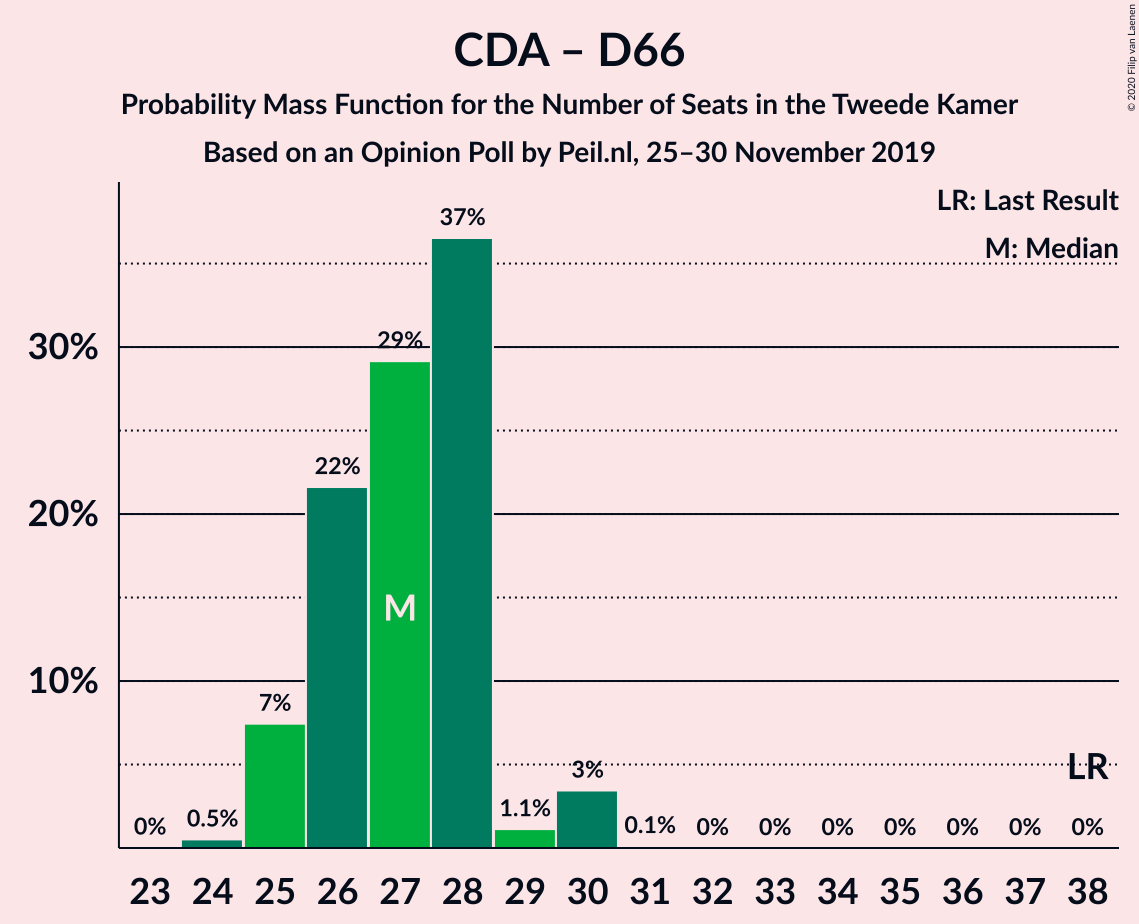 CDA – D66
Probability Mass Function for the Number of Seats in the Tweede Kamer
Based on an Opinion Poll by Peil.nl, 25–30 November 2019
© 2020 Filip van Laenen
LR: Last Result
M: Median
37%
30%
29%
22%
20%
M
10%
7%
LR
3%
1.1%
0.5%
0%
0.1%
0%
0%
0%
0%
0%
0%
0%
23 24 25 26 27 28 29 30 31 32 33 34 35 36 37 38